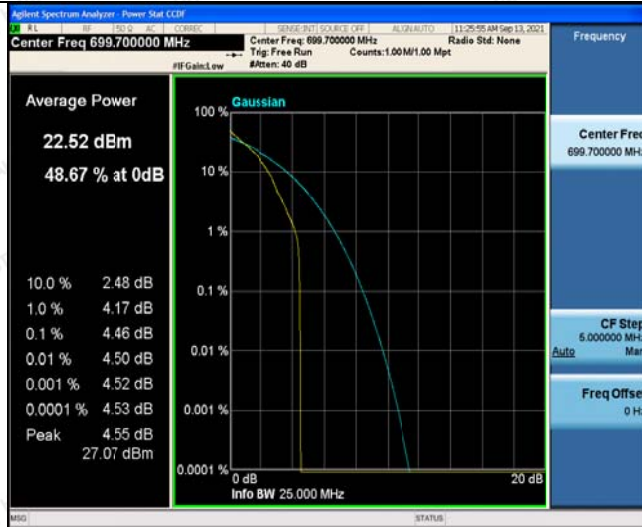 Agilent Spectrum Analyzer - Power Stat CCDF
RL RF 50 Ω AC CORREC SENSE:INT SOURCE OFF ALIGNAUTO 11:25:55 AM Sep 13, 2021
Center Freq 699.700000 MHz
Center Freq: 699.700000 MHz Radio Std: None
Trig: Free Run Counts:1.00 M/1.00 Mpt
#IFGain:Low #Atten: 40 dB
Frequency
Average Power
22.52 dBm
48.67 % at 0dB
10.0 % 2.48 dB
1.0 % 4.17 dB
0.1 % 4.46 dB
0.01 % 4.50 dB
0.001 % 4.52 dB
0.0001 % 4.53 dB
Peak 4.55 dB
27.07 dBm
Gaussian
100 %
10 %
1 %
0.1 %
0.01 %
0.001 %
0.0001 %
0 dB 20 dB
Info BW 25.000 MHz
Center Freq
699.700000 MHz
CF Step
5.000000 MHz
Auto Man
Freq Offset
0 Hz
MSG STATUS